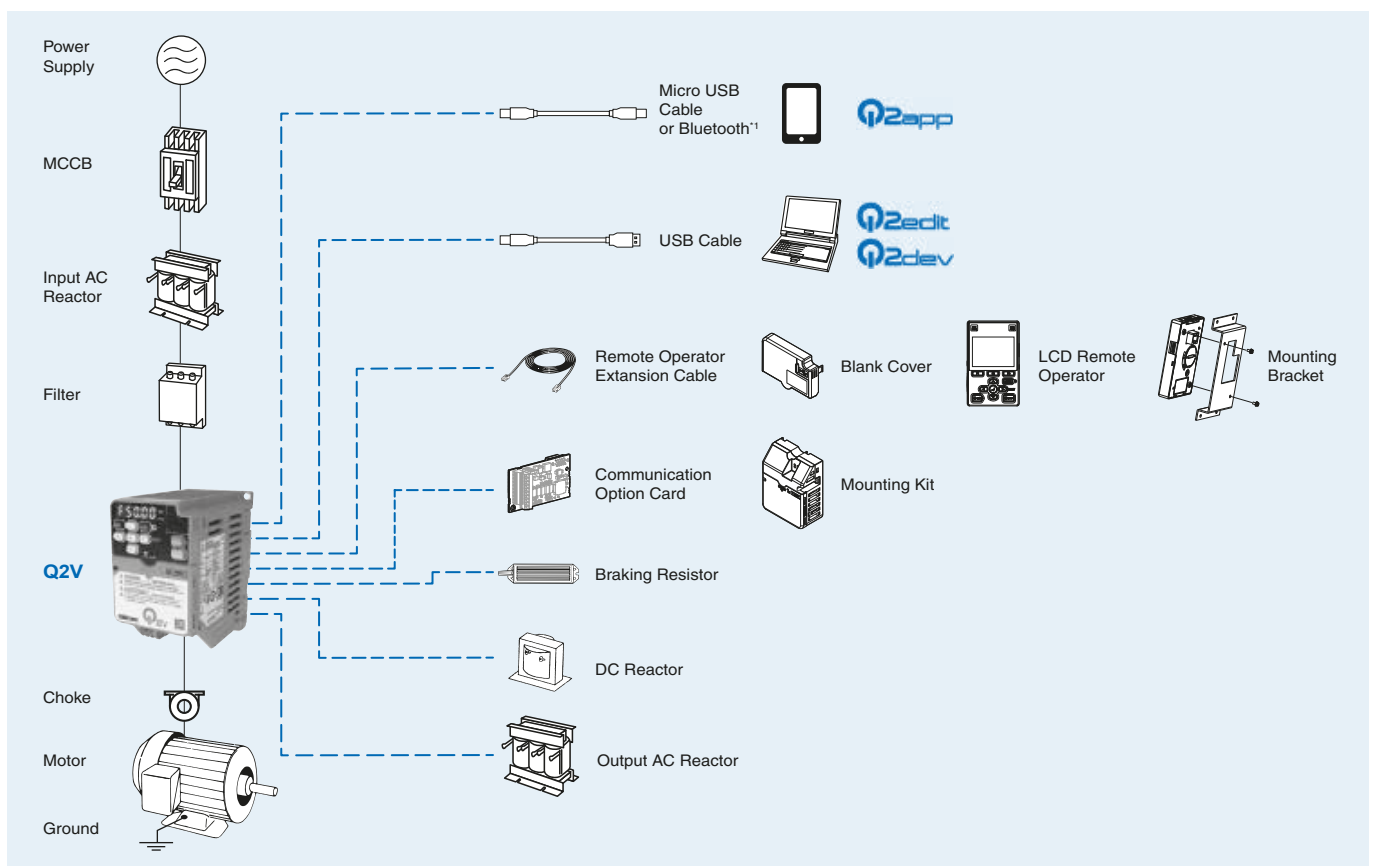 Power
Supply
MCCB
Input AC
Reactor
Filter
Q2V
Choke
Motor
Ground
Micro USB
Cable
or Bluetooth*1
Q2app
USB Cable
Q2edit
Q2dev
Remote Operator
Extansion Cable
Blank Cover
LCD Remote
Operator
Mounting
Bracket
Communication
Option Card
Mounting Kit
Braking Resistor
DC Reactor
Output AC Reactor
F50.00